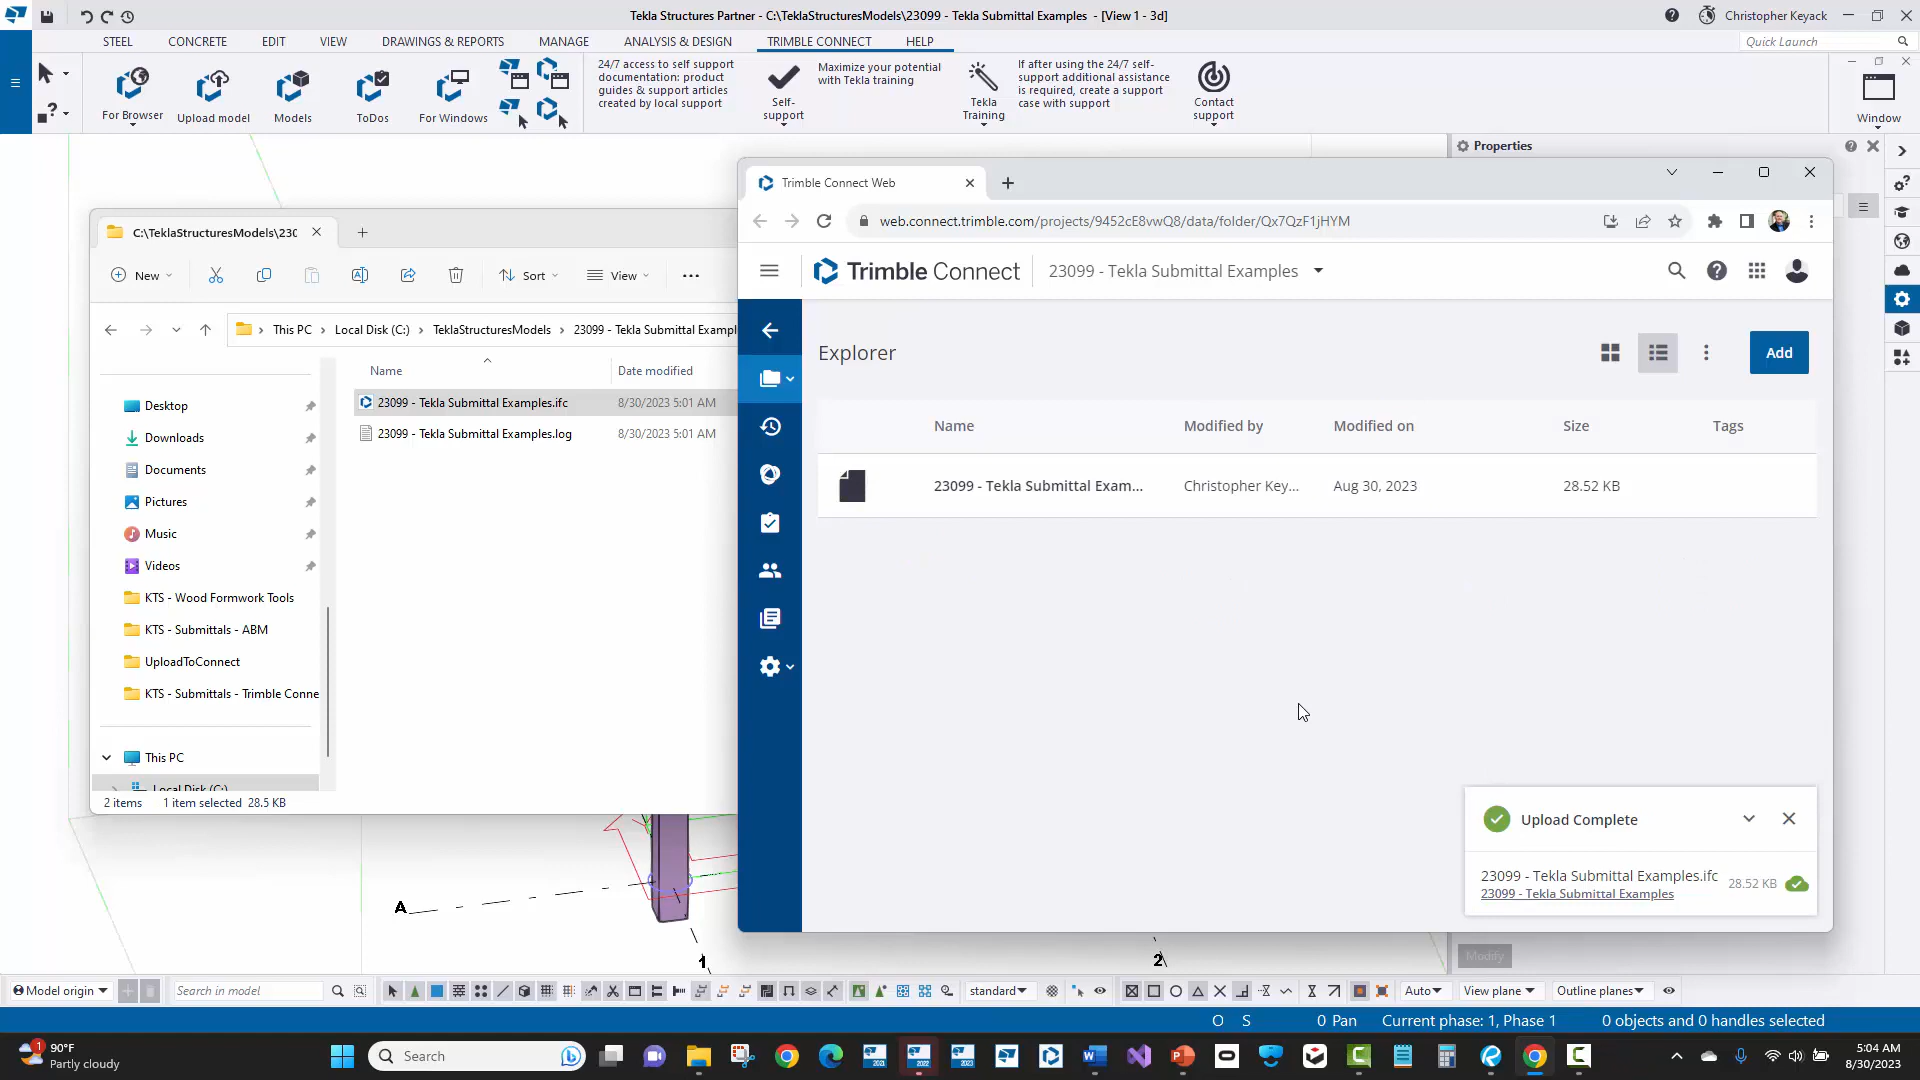 Tekla Structures Partner - C:\TeklaStructuresModels\23099 - Tekla Submittal Examples - [View 1 - 3d]
Christopher Keyack
STEEL CONCRETE EDIT VIEW DRAWINGS & REPORTS MANAGE ANALYSIS & DESIGN TRIMBLE CONNECT HELP
Quick Launch
For Browser
Upload model
Models
ToDos
For Windows
24/7 access to self support
documentation: product
guides & support articles
created by local support
Self-
support
Maximize your potential
with Tekla training
Tekla
Training
If after using the 24/7 self-
support additional assistance
is required, create a support
case with support
Contact
support
Window
Properties
C:\TeklaStructuresModels\230
New
Sort
View
This PC > Local Disk (C:) > TeklaStructuresModels > 23099 - Tekla Submittal Exampl
Name
Date modified
23099 - Tekla Submittal Examples.ifc 8/30/2023 5:01 AM
23099 - Tekla Submittal Examples.log 8/30/2023 5:01 AM
Desktop
Downloads
Documents
Pictures
Music
Videos
KTS - Wood Formwork Tools
KTS - Submittals - ABM
UploadToConnect
KTS - Submittals - Trimble Conne
This PC
Local Disk (C:)
2 items 1 item selected 28.5 KB
Trimble Connect Web
web.connect.trimble.com/projects/9452cE8vwQ8/data/folder/Qx7QzF1jHYM
Trimble Connect
23099 - Tekla Submittal Examples
Explorer
Add
Name Modified by Modified on Size Tags
23099 - Tekla Submittal Exam... Christopher Key... Aug 30, 2023 28.52 KB
Upload Complete
23099 - Tekla Submittal Examples.ifc
28.52 KB
23099 - Tekla Submittal Examples
A
1
2
Modify
Model origin
Search in model
standard
Auto
View plane
Outline planes
O S 0 Pan Current phase: 1, Phase 1 0 objects and 0 handles selected
1
90°F
Partly cloudy
Search
2021
2022
2023
5:04 AM
8/30/2023